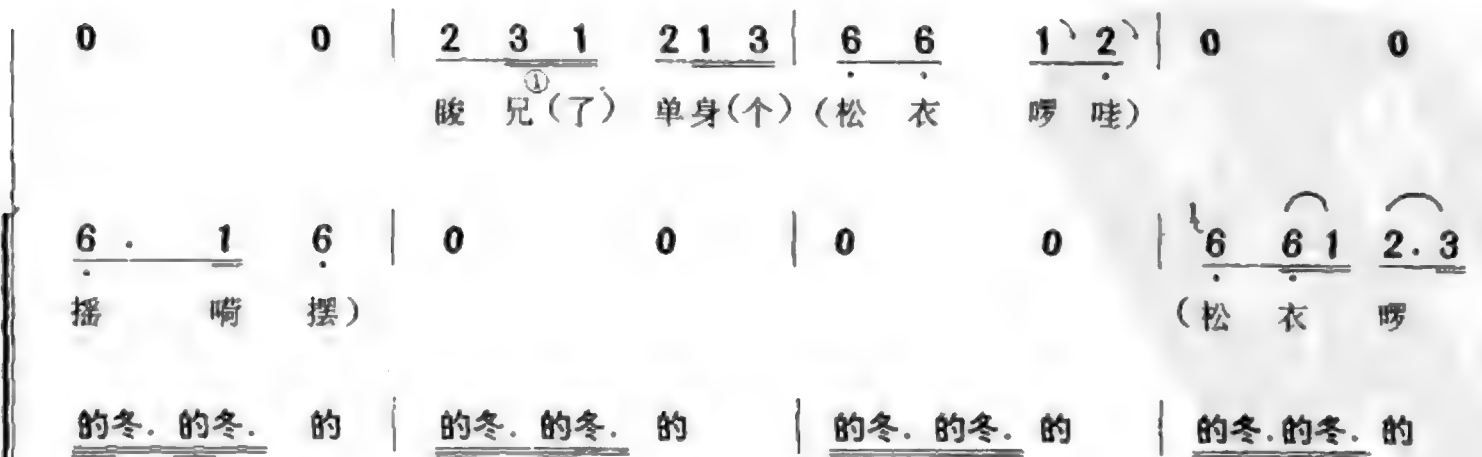 0 0 | 2 3 1 2 1 3 | 6 6 1 2 | 0 0
①
睃 兄(了) 单身(个)(松 衣 啰 哇)
6 . 1 6 | 0 0 | 0 0 | 6 6 1 2 . 3
摇 嗬 摆) (松 衣 啰
的冬. 的冬. 的 | 的冬. 的冬. 的 | 的冬. 的冬. 的 | 的冬. 的冬. 的